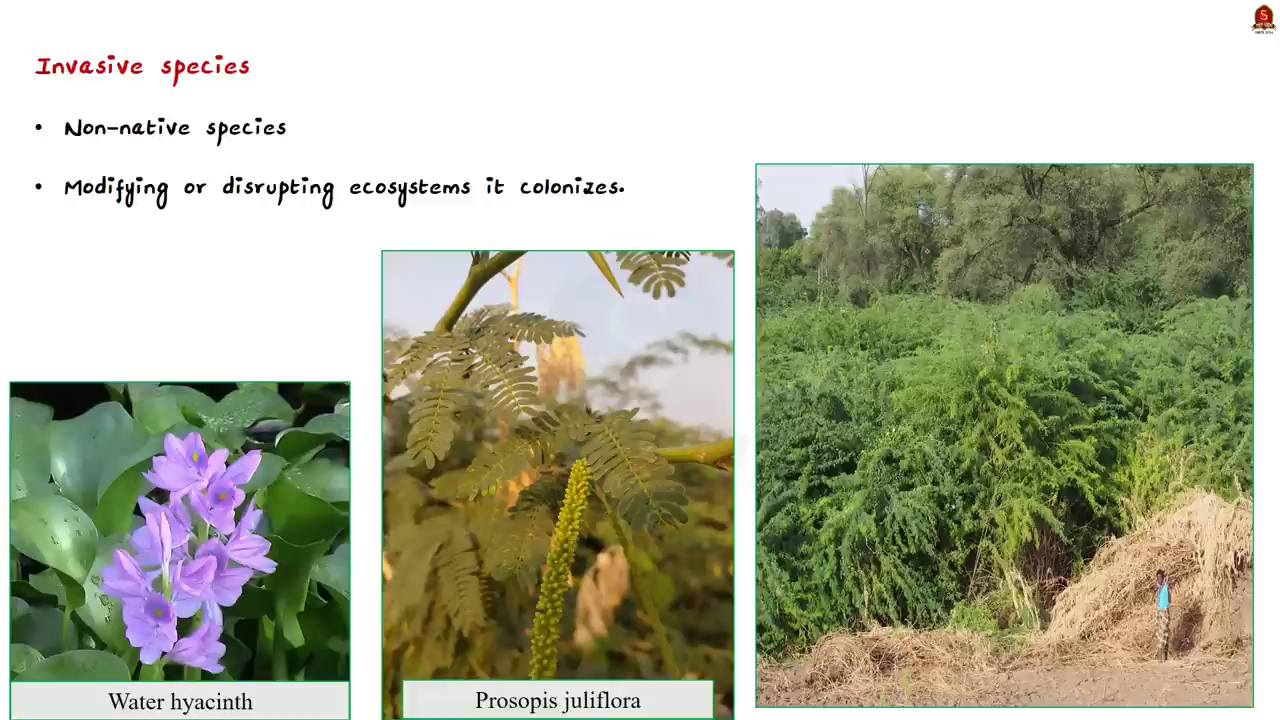 Invasive species
• Non-native species
• Modifying or disrupting ecosystems it colonizes.
Water hyacinth
Prosopis juliflora